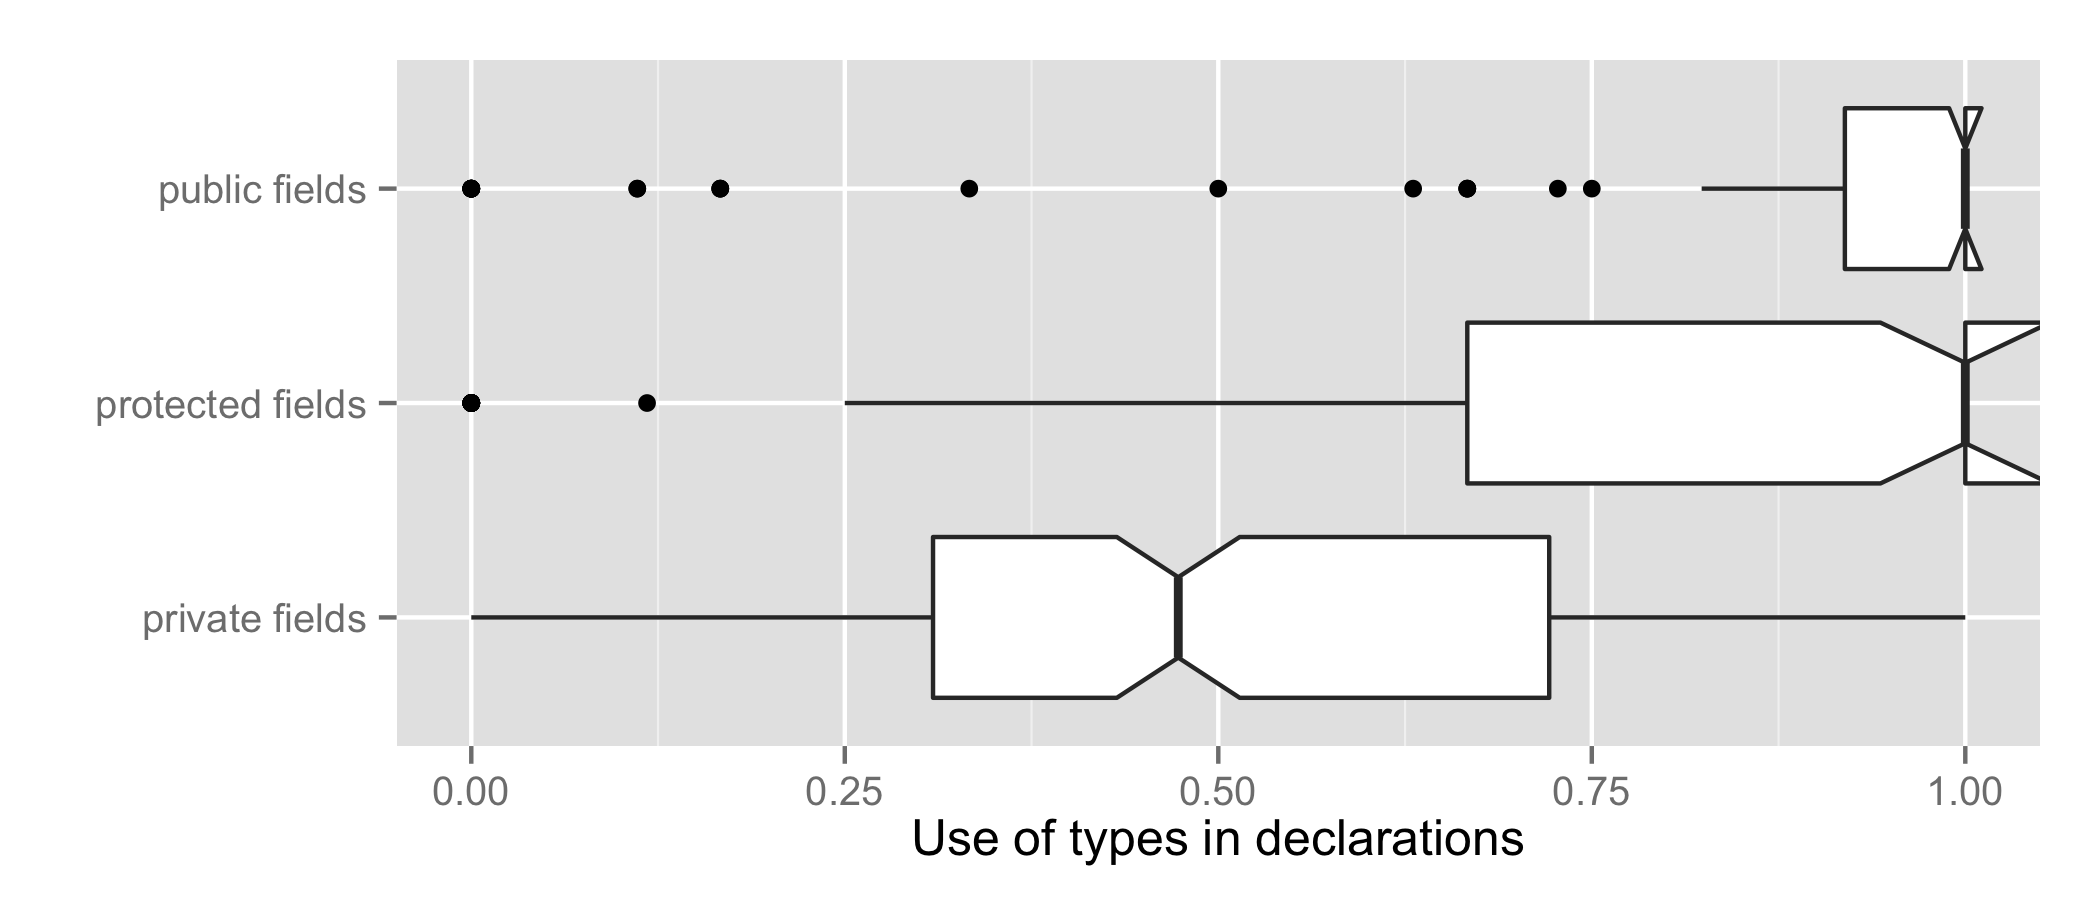 public fields
protected fields
private fields
0.00 0.25 0.50 0.75 1.00
Use of types in declarations